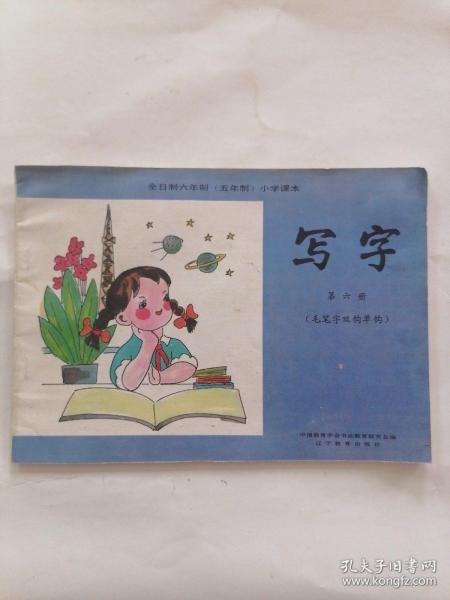 全日制六年制（五年制）小学课本
写字
第六册
（毛笔字双钩单钩）
中国教育学会书法教育研究会编
辽宁教育出版社
孔夫子旧书网
www.kongfz.com